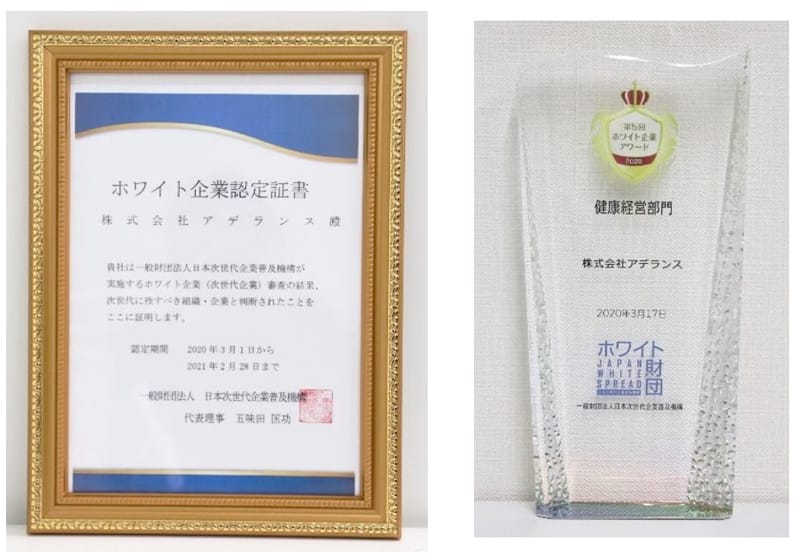 ホワイト企業認定証書
株式会社アデランス殿
貴社は一般財団法人日本次世代企業普及機構が
実施するホワイト企業（次世代企業）審査の結果、
次世代に残すべき組織・企業と判断されたことを
ここに証明します。
認定期間 2020年3月1日から
2021年2月28日まで
一般財団法人 日本次世代企業普及機構
代表理事 五味田 匡功
第5回
ホワイト企業
アワード
2020
健康経営部門
株式会社アデランス
2020年3月17日
ホワイト
財団
JAPAN
WHITE
SPREAD
一般財団法人日本次世代企業普及機構